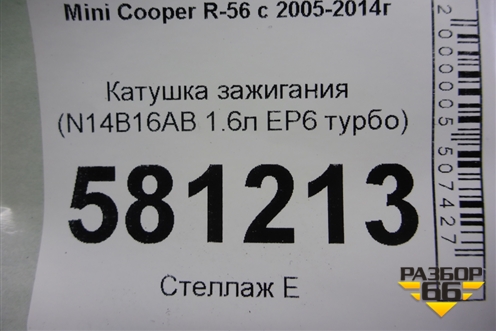 Mini Cooper R-56 с 2005-2014г
Катушка зажигания
(N14B16AB 1.6л EP6 турбо)
581213
Стеллаж Е
2000005507427
РАЗБОР
66